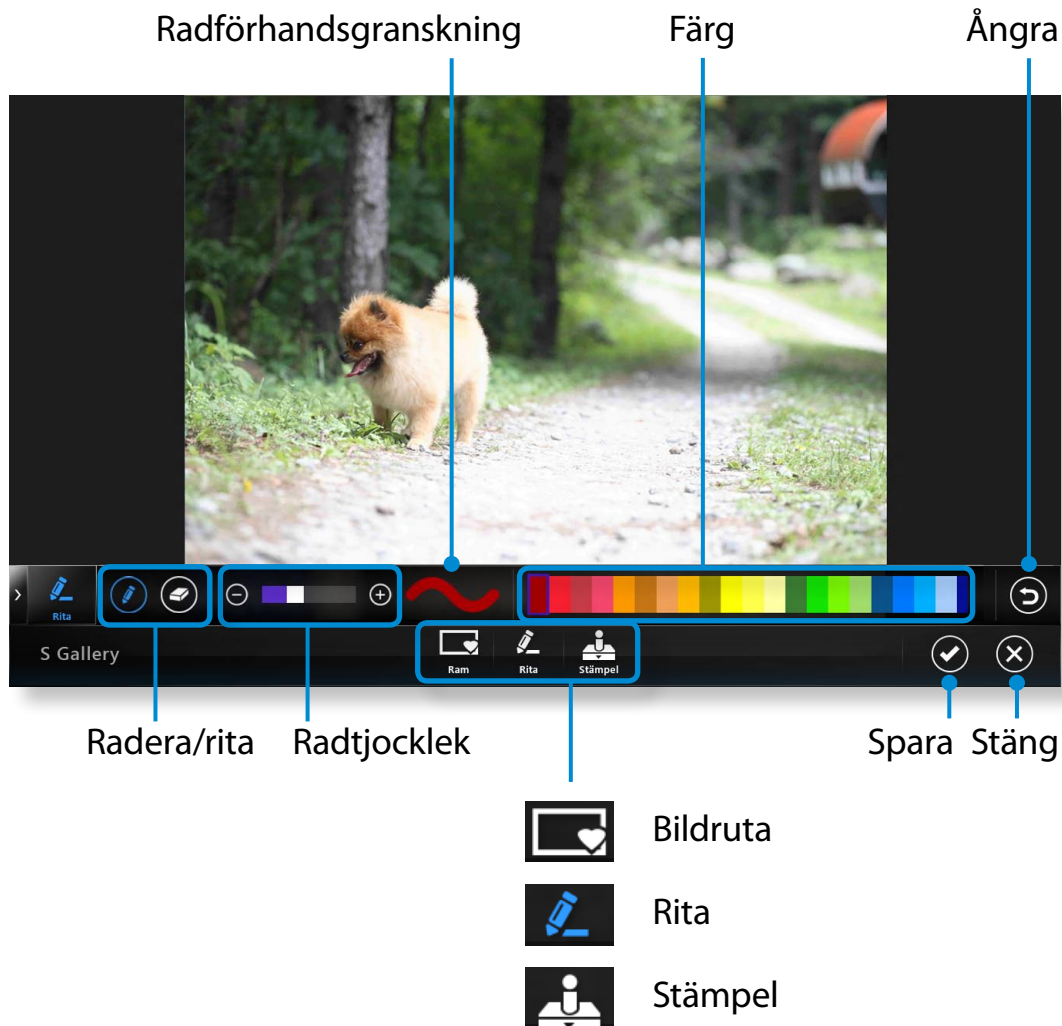 Radförhandsgranskning Färg Ångra
Rita
S Gallery
Ram Rita Stämpel
Radera/rita Radtjocklek Spara Stäng
Bildruta
Rita
Stämpel